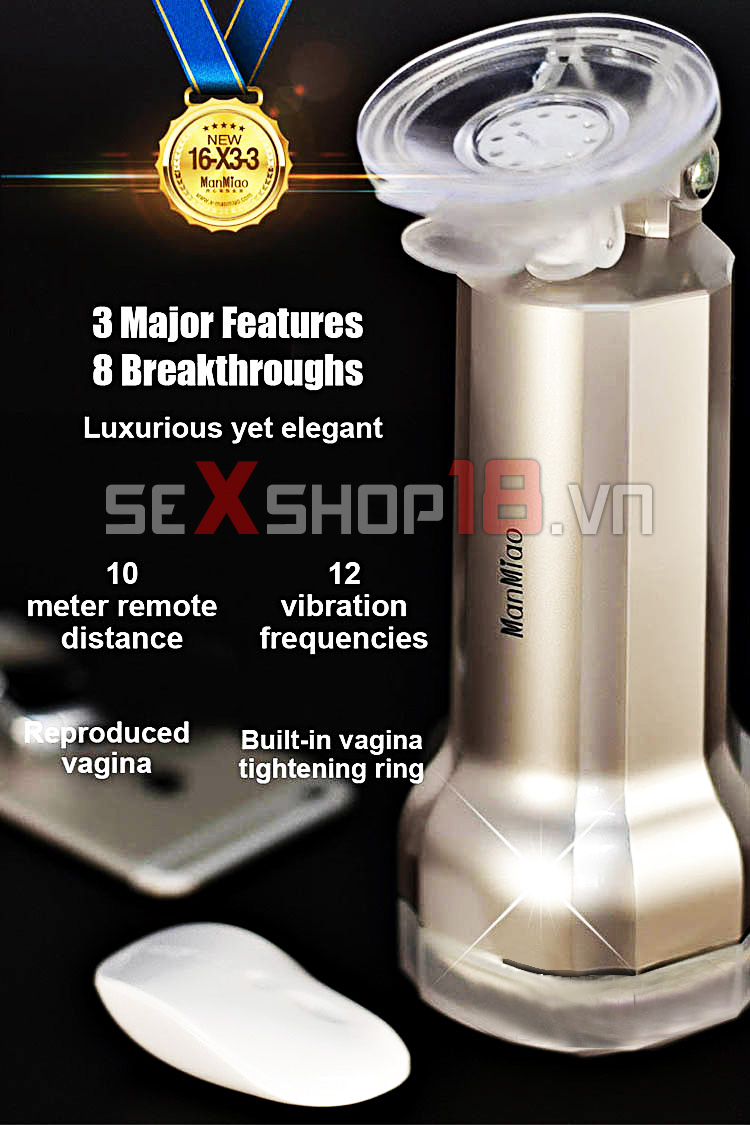 NEW
16-X3-3
ManMiao
3 Major Features
8 Breakthroughs
Luxurious yet elegant
seXshop18.vn
ManMiao
10
meter remote
distance
12
vibration
frequencies
Reproduced
vagina
Built-in vagina
tightening ring